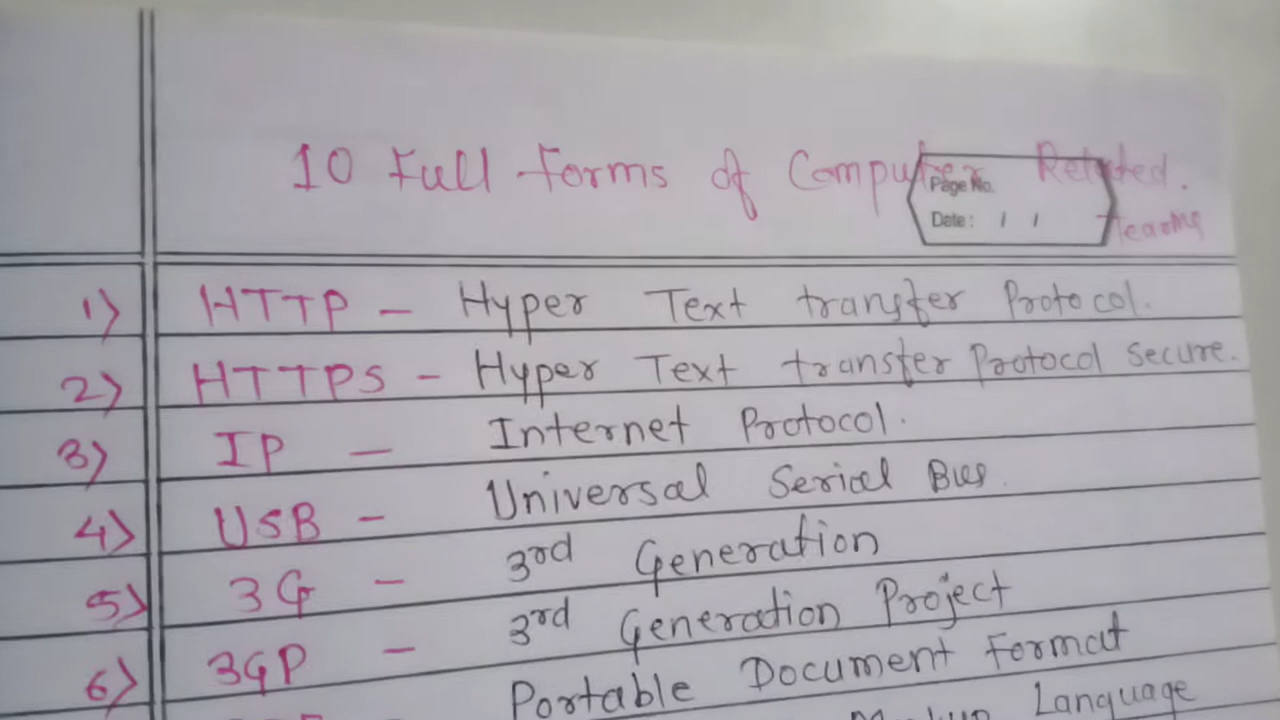 10 Full forms of Computer Related.
Page No.
Date: / /
Teams
1) HTTP - Hyper Text transfer Protocol.
2) HTTPS - Hyper Text transfer Protocol Secure.
3) IP - Internet Protocol.
4) USB - Universal Serial Bus.
5) 3G - 3rd Generation
6) 3GP - 3rd Generation Project
Portable Document Format
Markup Language